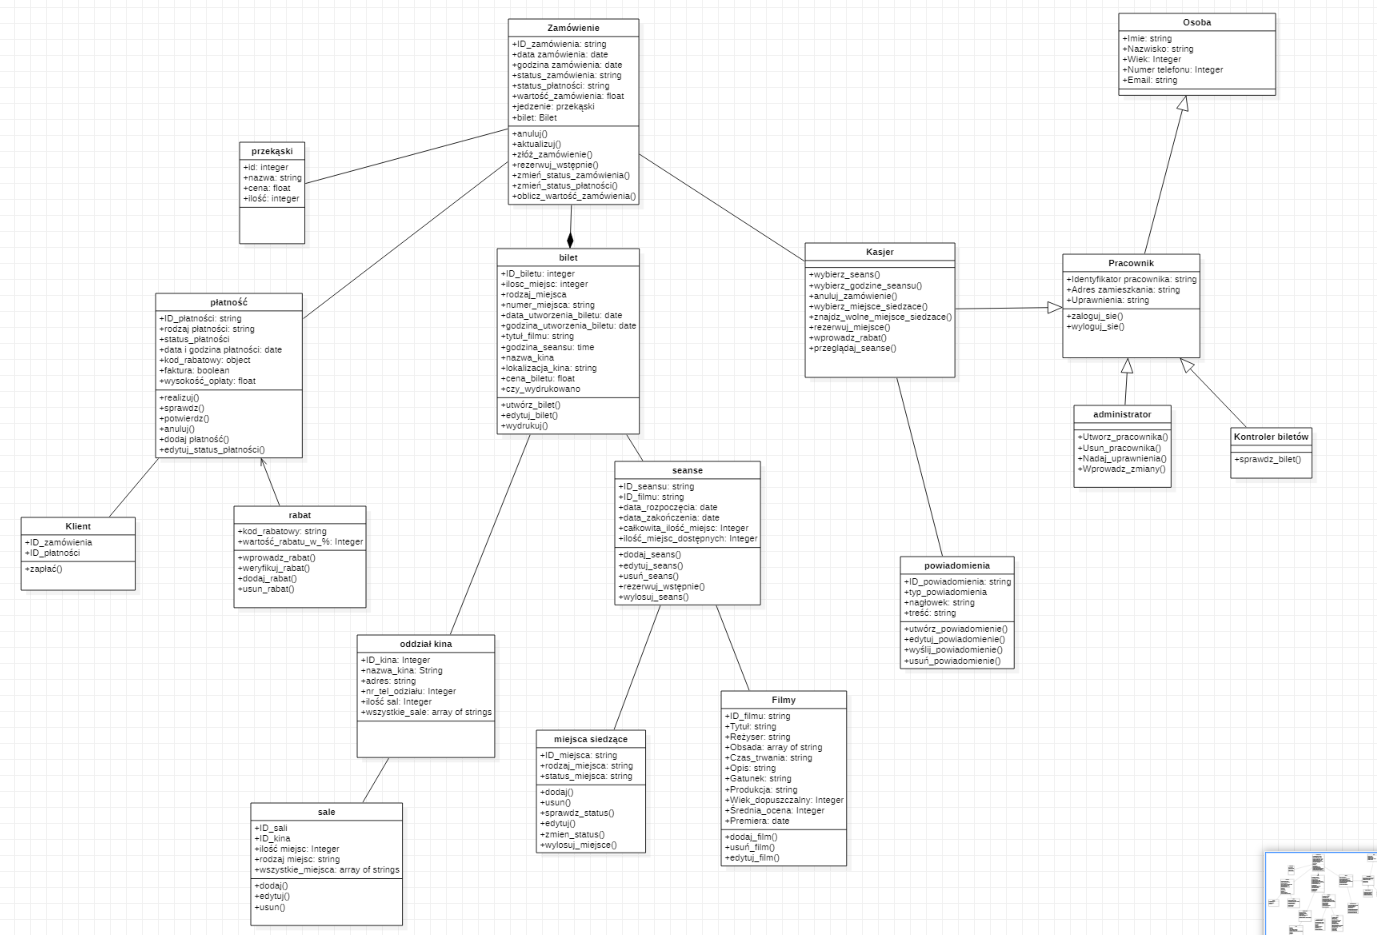 Zamówienie
+ID_zamówienia: string
+data zamówienia: date
+godzina zamówienia: date
+status_zamówienia: string
+status_płatności: string
+wartość_zamówienia: float
+jedzenie: przekąski
+bilet: Bilet
+anuluj()
+aktualizuj()
+złóż_zamówienie()
+rezerwuj_wstępnie()
+zmień_status_zamówienia()
+zmień_status_płatności()
+oblicz_wartość_zamówienia()
Osoba
+Imie: string
+Nazwisko: string
+Wiek: Integer
+Numer telefonu: Integer
+Email: string
przekąski
+id: integer
+nazwa: string
+cena: float
+ilość: integer
bilet
+ID_biletu: integer
+ilosc_miejsc: integer
+rodzaj_miejsca
+numer_miejsca: string
+data_utworzenia_biletu: date
+godzina_utworzenia_biletu: date
+tytuł_filmu: string
+godzina_seansu: time
+nazwa_kina
+lokalizacja_kina: string
+cena_biletu: float
+czy_wydrukowano
+utwórz_bilet()
+edytuj_bilet()
+wydrukuj()
Kasjer
+wybierz_seans()
+wybierz_godzine_seansu()
+anuluj_zamówienie()
+wybierz_miejsce_siedzace()
+znajdz_wolne_miejsce_siedzace()
+rezerwuj_miejsce()
+wprowadz_rabat()
+przeglądaj_seanse()
Pracownik
+Identyfikator pracownika: string
+Adres zamieszkania: string
+Uprawnienia: string
+zaloguj_sie()
+wyloguj_sie()
płatność
+ID_płatności: string
+rodzaj płatności: string
+status_płatności
+data i godzina płatności: date
+kod_rabatowy: object
+faktura: boolean
+wysokość_opłaty: float
+realizuj()
+sprawdz()
+potwierdz()
+anuluj()
+dodaj płatność()
+edytuj_status_płatności()
administrator
+Utworz_pracownika()
+Usun_pracownika()
+Nadaj_uprawnienia()
+Wprowadz_zmiany()
Kontroler biletów
+sprawdz_bilet()
seanse
+ID_seansu: string
+ID_filmu: string
+data_rozpoczęcia: date
+data_zakończenia: date
+całkowita_ilość_miejsc: Integer
+ilość_miejsc_dostępnych: Integer
+dodaj_seans()
+edytuj_seans()
+usuń_seans()
+rezerwuj_wstępnie()
+wylosuj_seans()
Klient
+ID_zamówienia
+ID_płatności
+zapłać()
rabat
+kod_rabatowy: string
+wartość_rabatu_w_%: Integer
+wprowadz_rabat()
+weryfikuj_rabat()
+dodaj_rabat()
+usun_rabat()
powiadomienia
+ID_powiadomienia: string
+typ_powiadomienia
+nagłowek: string
+treść: string
+utwórz_powiadomienie()
+edytuj_powiadomienie()
+wyślij_powiadomienie()
+usuń_powiadomienie()
oddział kina
+ID_kina: Integer
+nazwa_kina: String
+adres: string
+nr_tel_odziału: Integer
+ilość sal: Integer
+wszystkie_sale: array of strings
miejsca siedzące
+ID_miejsca: string
+rodzaj_miejsca: string
+status_miejsca: string
+dodaj()
+usun()
+sprawdz_status()
+edytuj()
+zmien_status()
+wylosuj_miejsce()
Filmy
+ID_filmu: string
+Tytuł: string
+Reżyser: string
+Obsada: array of string
+Czas_trwania: string
+Opis: string
+Gatunek: string
+Produkcja: string
+Wiek_dopuszczalny: Integer
+Średnia_ocena: Integer
+Premiera: date
+dodaj_film()
+usuń_film()
+edytuj_film()
sale
+ID_sali
+ID_kina
+ilość miejsc: Integer
+rodzaj miejsc: string
+wszystkie_miejsca: array of strings
+dodaj()
+edytuj()
+usun()